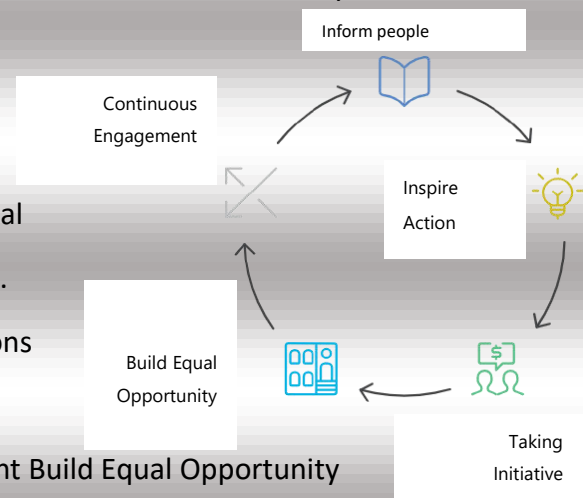 Inform people
Continuous
Engagement
Inspire
Action
al
.
ons
Build Equal
Opportunity
Taking
Initiative
nt Build Equal Opportunity
$